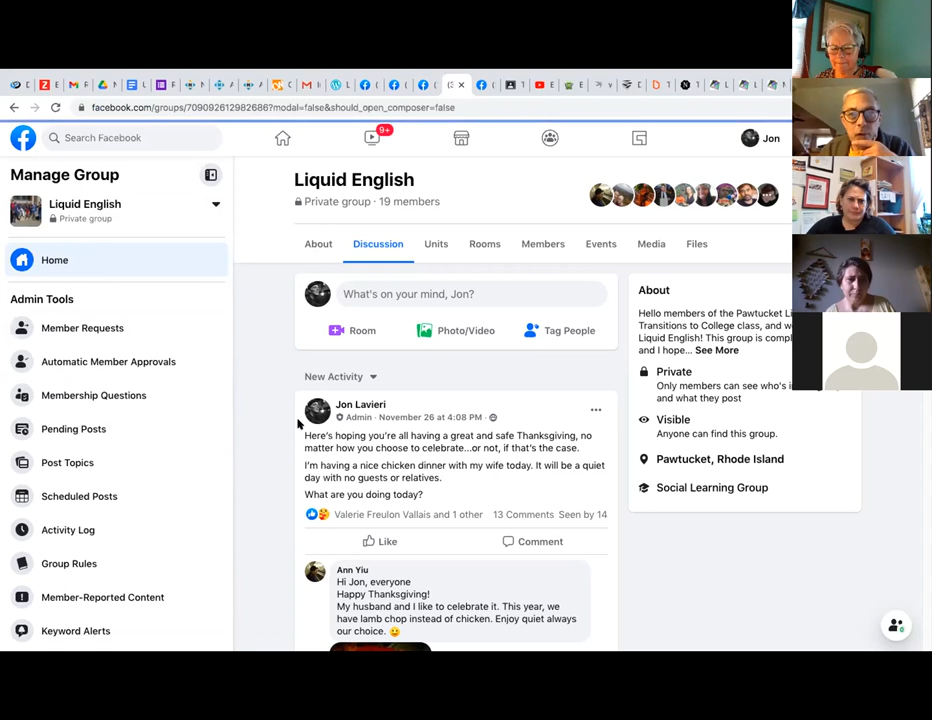 facebook.com/groups/709092612982686?modal=false&should_open_composer=false
Search Facebook
9+
Jon
Manage Group
Liquid English
Private group
Home
Admin Tools
Member Requests
Automatic Member Approvals
Membership Questions
Pending Posts
Post Topics
Scheduled Posts
Activity Log
Group Rules
Member-Reported Content
Keyword Alerts
Liquid English
Private group · 19 members
About Discussion Units Rooms Members Events Media Files
What's on your mind, Jon?
Room Photo/Video Tag People
New Activity
Jon Lavieri
Admin · November 26 at 4:08 PM ·
Here's hoping you're all having a great and safe Thanksgiving, no
matter how you choose to celebrate...or not, if that's the case.
I'm having a nice chicken dinner with my wife today. It will be a quiet
day with no guests or relatives.
What are you doing today?
Valerie Freulon Vallais and 1 other 13 Comments Seen by 14
Like Comment
Ann Yiu
Hi Jon, everyone
Happy Thanksgiving!
My husband and I like to celebrate it. This year, we
have lamb chop instead of chicken. Enjoy quiet always
our choice.
About
Hello members of the Pawtucket Li
Transitions to College class, and w
Liquid English! This group is compl
and I hope... See More
Private
Only members can see who's i
and what they post
Visible
Anyone can find this group.
Pawtucket, Rhode Island
Social Learning Group